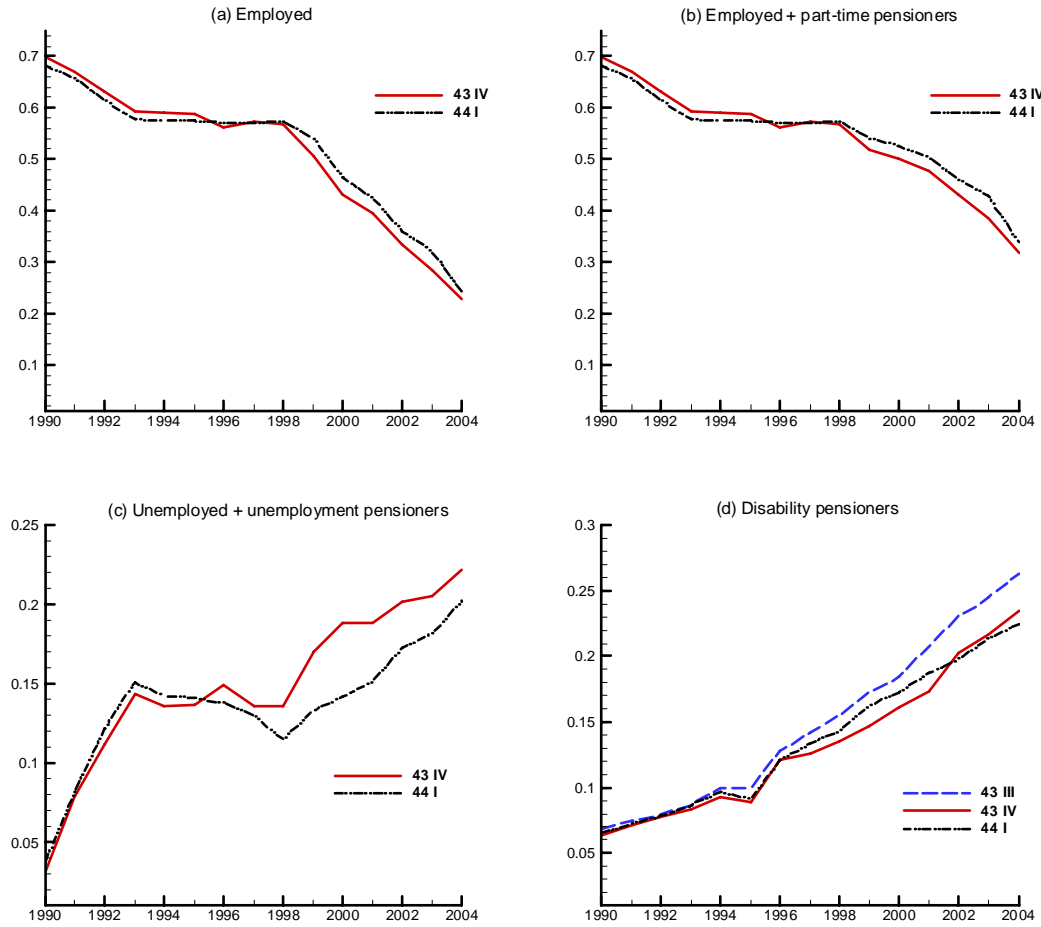 (a) Employed
0.7
0.6
0.5
0.4
0.3
0.2
0.1
1990 1992 1994 1996 1998 2000 2002 2004
43 IV
44 I
(b) Employed + part-time pensioners
0.7
0.6
0.5
0.4
0.3
0.2
0.1
1990 1992 1994 1996 1998 2000 2002 2004
43 IV
44 I
(c) Unemployed + unemployment pensioners
0.25
0.2
0.15
0.1
0.05
1990 1992 1994 1996 1998 2000 2002 2004
43 IV
44 I
(d) Disability pensioners
0.3
0.25
0.2
0.15
0.1
0.05
1990 1992 1994 1996 1998 2000 2002 2004
43 III
43 IV
44 I